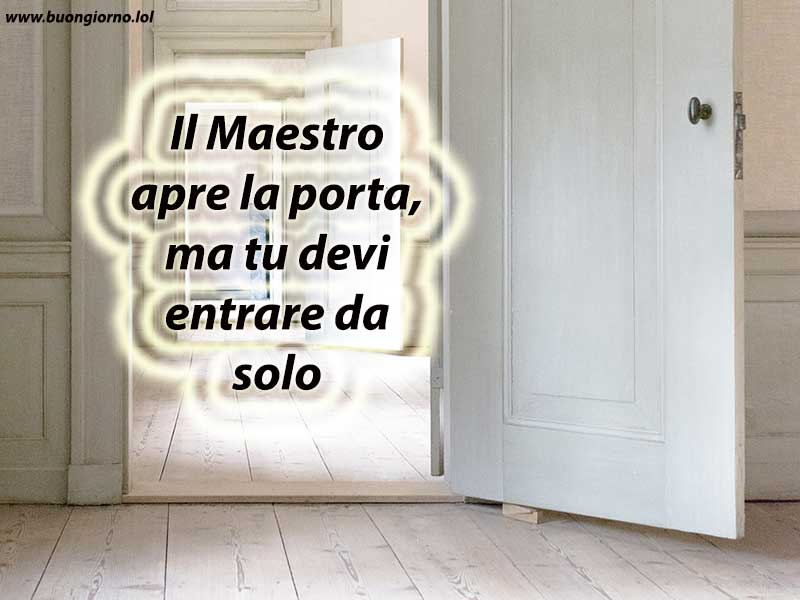 www.buongiorno.lol
Il Maestro
apre la porta,
ma tu devi
entrare da
solo